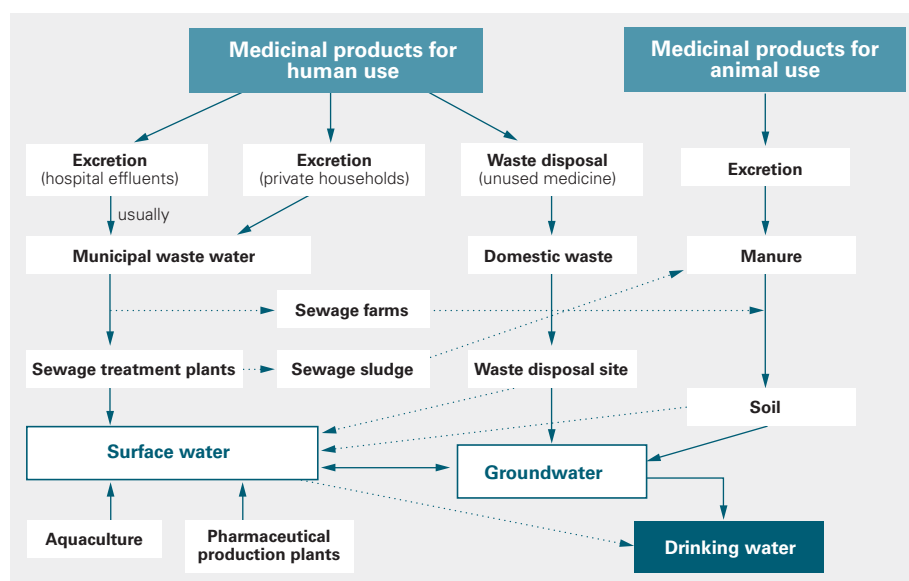 Medicinal products for
human use
Medicinal products for
animal use
Excretion
(hospital effluents)
Excretion
(private households)
Waste disposal
(unused medicine)
Excretion
usually
Municipal waste water
Domestic waste
Manure
Sewage farms
Sewage treatment plants
Sewage sludge
Waste disposal site
Soil
Surface water
Groundwater
Aquaculture
Pharmaceutical
production plants
Drinking water